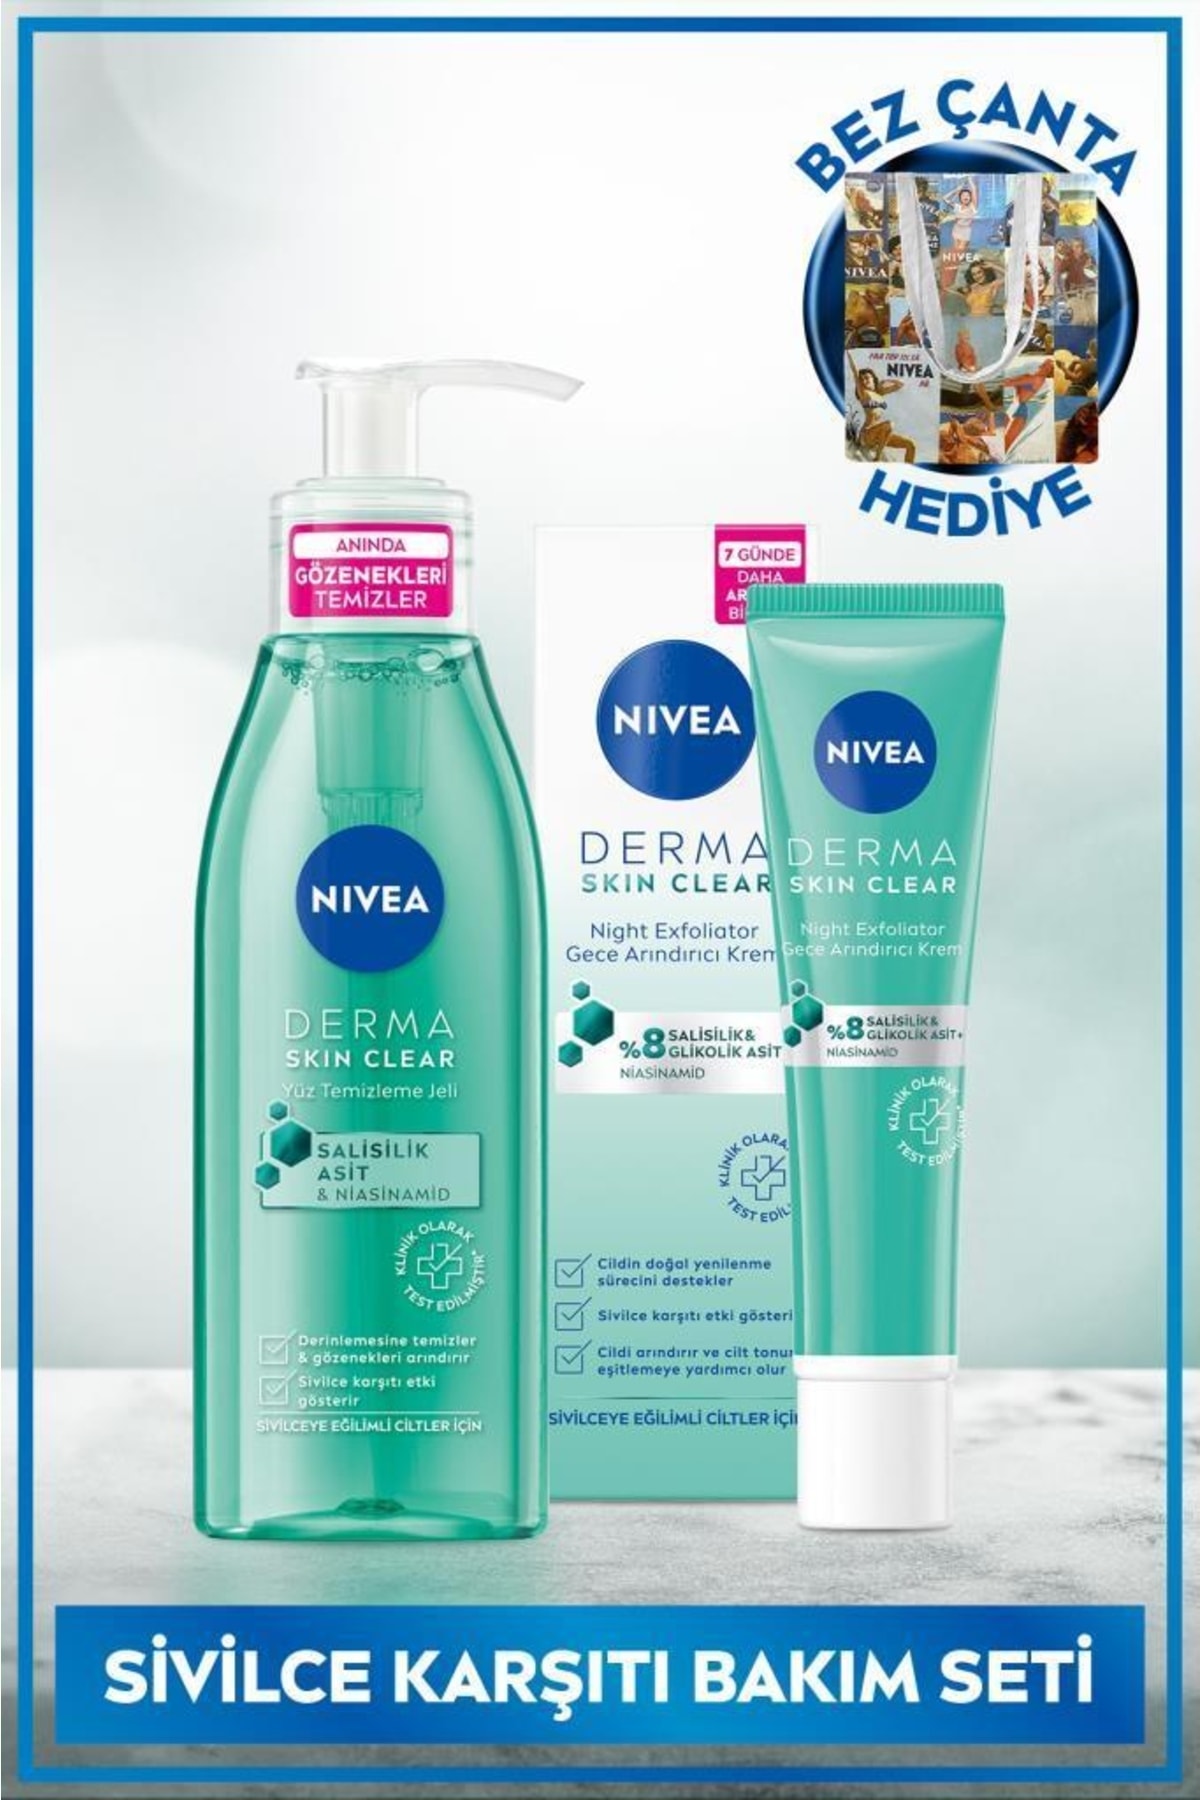 BEZ ÇANTA
NIVEA
NIVEA
NIVEA
HEDİYE
ANINDA
GÖZENEKLERİ
TEMİZLER
NIVEA
DERMA
SKIN CLEAR
Yüz Temizleme Jeli
SALİSİLİK
ASİT
& NİASİNAMİD
KLİNİK OLARAK
TEST EDİLMİŞTİR*
Derinlemesine temizler
& gözenekleri arındırır
Sivilce karşıtı etki
gösterir
SİVİLCEYE EĞİLİMLİ CİLTLER İÇİN
7 GÜNDE
DAHA
NIVEA
DERMA
SKIN CLEAR
Night Exfoliator
Gece Arındırıcı Krem
%8 SALİSİLİK&
GLİKOLİK ASİT
NİASİNAMİD
KLİNİK OLARA
TEST EDİL
Cildin doğal yenilenme
sürecini destekler
Sivilce karşıtı etki gösteri
Cildi arındırır ve cilt tonu
eşitlemeye yardımcı olur
SİVİLCEYE EĞİLİMLİ CİLTLER İÇİ
NIVEA
DERMA
SKIN CLEAR
Night Exfoliator
Gece Arındırıcı Krem
%8 SALİSİLİK&
GLİKOLİK ASİT+
NİASİNAMİD
KLİNİK OLARAK
SİVİLCE KARŞITI BAKIM SETİ